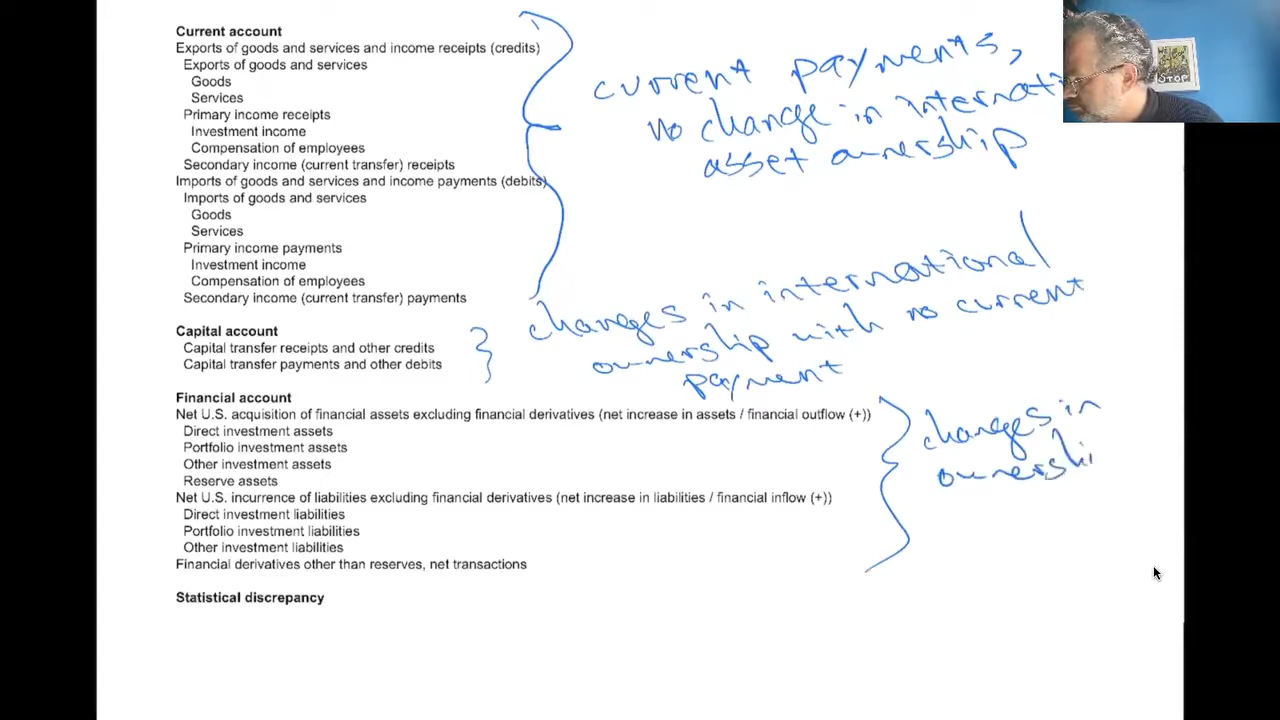 Current account
Exports of goods and services and income receipts (credits)
Exports of goods and services
Goods
Services
Primary income receipts
Investment income
Compensation of employees
Secondary income (current transfer) receipts
Imports of goods and services and income payments (debits)
Imports of goods and services
Goods
Services
Primary income payments
Investment income
Compensation of employees
Secondary income (current transfer) payments
Capital account
Capital transfer receipts and other credits
Capital transfer payments and other debits
Financial account
Net U.S. acquisition of financial assets excluding financial derivatives (net increase in assets / financial outflow (+))
Direct investment assets
Portfolio investment assets
Other investment assets
Reserve assets
Net U.S. incurrence of liabilities excluding financial derivatives (net increase in liabilities / financial inflow (+))
Direct investment liabilities
Portfolio investment liabilities
Other investment liabilities
Financial derivatives other than reserves, net transactions
Statistical discrepancy
current payments,
no change in internati
asset ownership
changes in international
ownership with no current
payment
changes in
ownershi
STOP